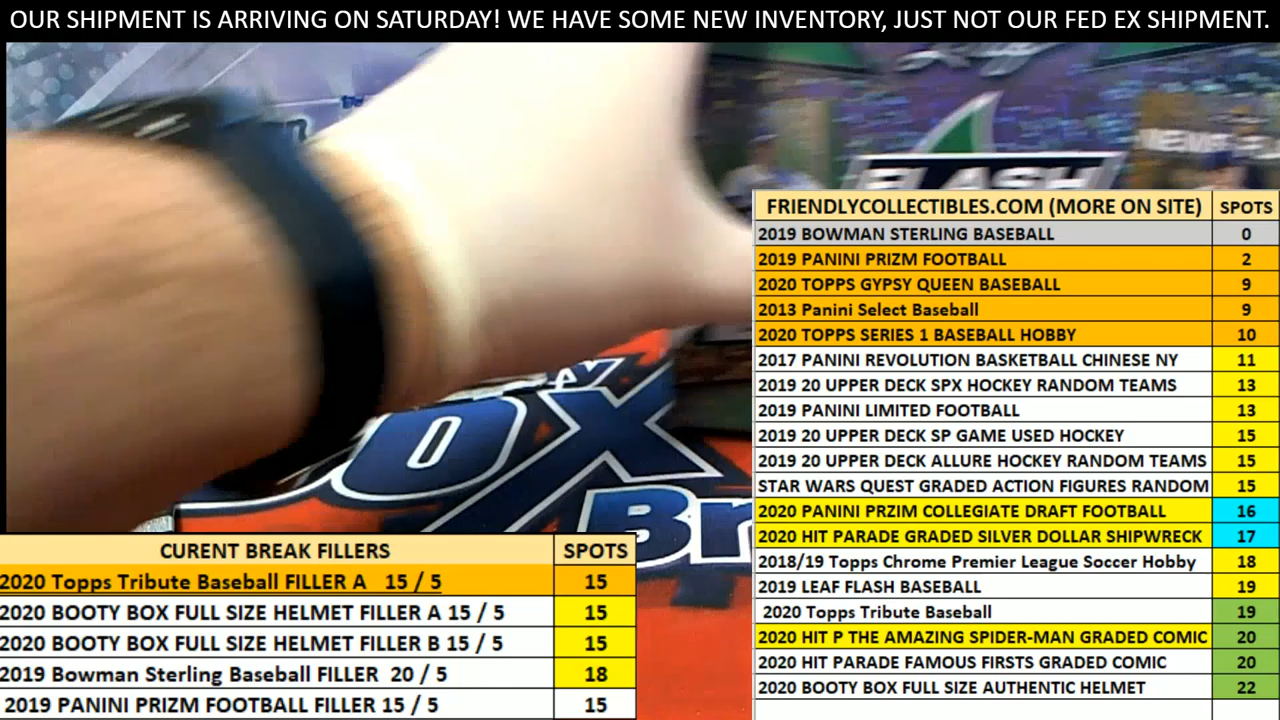 OUR SHIPMENT IS ARRIVING ON SATURDAY! WE HAVE SOME NEW INVENTORY, JUST NOT OUR FED EX SHIPMENT.
FLASH
FRIENDLYCOLLECTIBLES.COM (MORE ON SITE) SPOTS
2019 BOWMAN STERLING BASEBALL 0
2019 PANINI PRIZM FOOTBALL 2
2020 TOPPS GYPSY QUEEN BASEBALL 9
2013 Panini Select Baseball 9
2020 TOPPS SERIES 1 BASEBALL HOBBY 10
2017 PANINI REVOLUTION BASKETBALL CHINESE NY 11
2019 20 UPPER DECK SPX HOCKEY RANDOM TEAMS 13
2019 PANINI LIMITED FOOTBALL 13
2019 20 UPPER DECK SP GAME USED HOCKEY 15
2019 20 UPPER DECK ALLURE HOCKEY RANDOM TEAMS 15
STAR WARS QUEST GRADED ACTION FIGURES RANDOM 15
2020 PANINI PRZIM COLLEGIATE DRAFT FOOTBALL 16
2020 HIT PARADE GRADED SILVER DOLLAR SHIPWRECK 17
2018/19 Topps Chrome Premier League Soccer Hobby 18
2019 LEAF FLASH BASEBALL 19
2020 Topps Tribute Baseball 19
2020 HIT P THE AMAZING SPIDER-MAN GRADED COMIC 20
2020 HIT PARADE FAMOUS FIRSTS GRADED COMIC 20
2020 BOOTY BOX FULL SIZE AUTHENTIC HELMET 22
OX
Br
CURENT BREAK FILLERS SPOTS
2020 Topps Tribute Baseball FILLER A 15 / 5 15
2020 BOOTY BOX FULL SIZE HELMET FILLER A 15 / 5 15
2020 BOOTY BOX FULL SIZE HELMET FILLER B 15 / 5 15
2019 Bowman Sterling Baseball FILLER 20 / 5 18
2019 PANINI PRIZM FOOTBALL FILLER 15 / 5 15